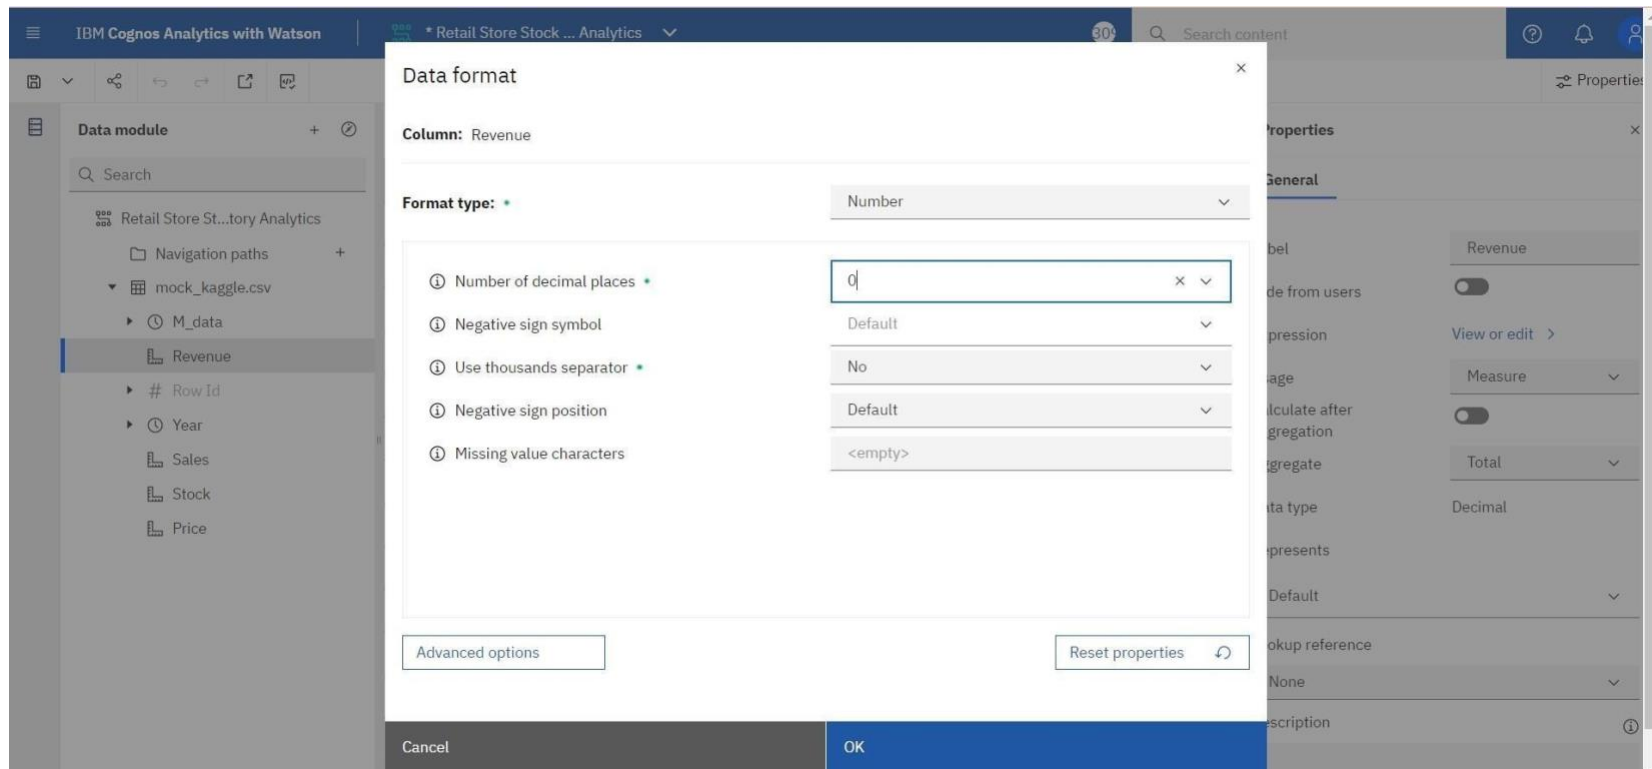 IBM Cognos Analytics with Watson
* Retail Store Stock ... Analytics
Search content
Data format
Properties
Data module
Column: Revenue
Properties
Search
General
Format type:
Number
Retail Store St...tory Analytics
Navigation paths
Number of decimal places
0
bel
Revenue
mock_kaggle.csv
de from users
M_data
Negative sign symbol
Default
pression
View or edit
Revenue
Use thousands separator
No
age
Measure
Row Id
Negative sign position
Default
lculate after
gregation
Year
Sales
Missing value characters
<empty>
ggregate
Total
Stock
ta type
Decimal
Price
presents
Default
Advanced options
Reset properties
okup reference
None
scription
Cancel
OK